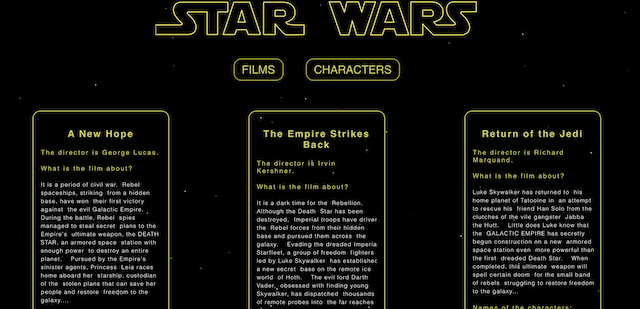 STAR WARS
FILMS
CHARACTERS
A New Hope
The director is George Lucas.
What is the film about?
It is a period of civil war. Rebel
spaceships, striking from a hidden
base, have won their first victory
against the evil Galactic Empire.
During the battle, Rebel spies
managed to steal secret plans to the
Empire's ultimate weapon, the DEATH
STAR, an armored space station with
enough power to destroy an entire
planet. Pursued by the Empire's
sinister agents, Princess Leia races
home aboard her starship, custodian
of the stolen plans that can save her
people and restore freedom to the
galaxy....
The Empire Strikes
Back
The director is Irvin
Kershner.
What is the film about?
It is a dark time for the Rebellion.
Although the Death Star has been
destroyed, Imperial troops have driven
the Rebel forces from their hidden
base and pursued them across the
galaxy. Evading the dreaded Imperial
Starfleet, a group of freedom fighters
led by Luke Skywalker has established
a new secret base on the remote ice
world of Hoth. The evil lord Darth
Vader, obsessed with finding young
Skywalker, has dispatched thousands
of remote probes into the far reaches
Return of the Jedi
The director is Richard
Marquand.
What is the film about?
Luke Skywalker has returned to his
home planet of Tatooine in an attempt
to rescue his friend Han Solo from the
clutches of the vile gangster Jabba
the Hutt. Little does Luke know that
the GALACTIC EMPIRE has secretly
begun construction on a new armored
space station even more powerful than
the first dreaded Death Star. When
completed, this ultimate weapon will
spell certain doom for the small band
of rebels struggling to restore freedom
to the galaxy...
Names of the characters: